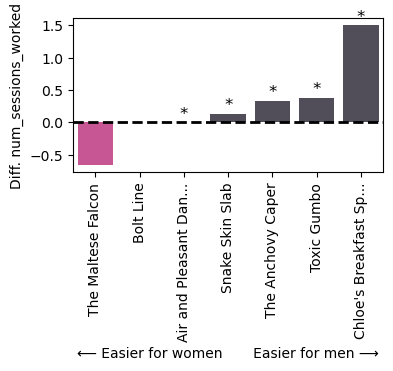 Diff. num_sessions_worked
1.5
1.0
0.5
0.0
−0.5
*
*
*
*
*
The Maltese Falcon
Bolt Line
Air and Pleasant Dan...
Snake Skin Slab
The Anchovy Caper
Toxic Gumbo
Chloe's Breakfast Sp...
⟵ Easier for women
Easier for men ⟶